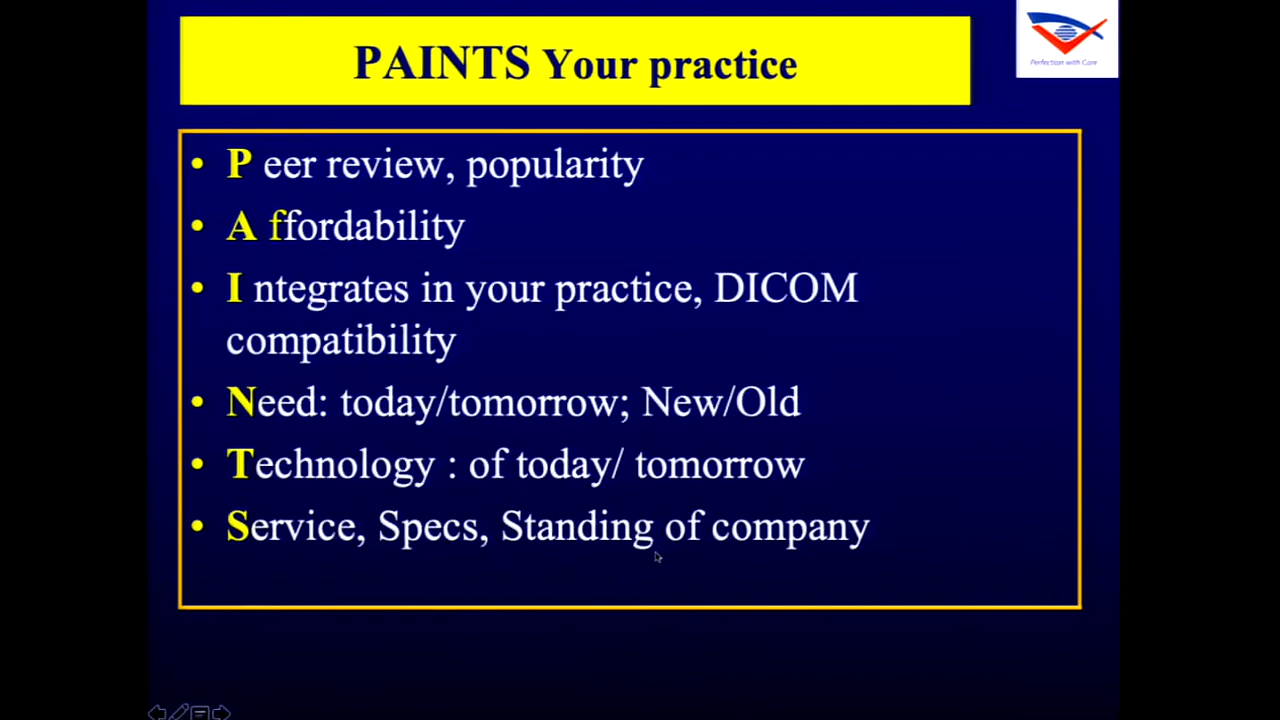 PAINTS Your practice
Perfection with Care
• P eer review, popularity
• A ffordability
• I ntegrates in your practice, DICOM
compatibility
• Need: today/tomorrow; New/Old
• Technology : of today/ tomorrow
• Service, Specs, Standing of company